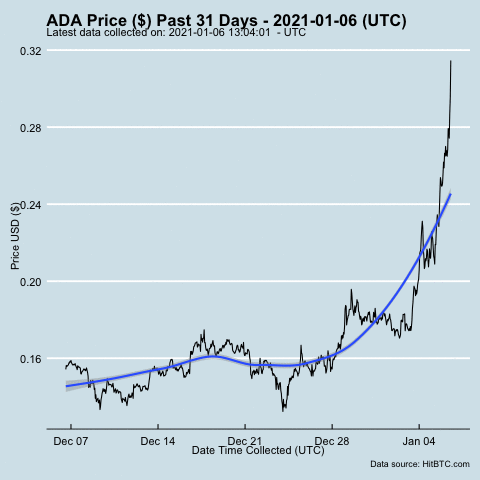 ADA Price ($) Past 31 Days - 2021-01-06 (UTC)
Latest data collected on: 2021-01-06 13:04:01  - UTC
Price USD ($)
0.32
0.28
0.24
0.20
0.16
Dec 07 Dec 14 Dec 21 Dec 28 Jan 04
Date Time Collected (UTC)
Data source: HitBTC.com